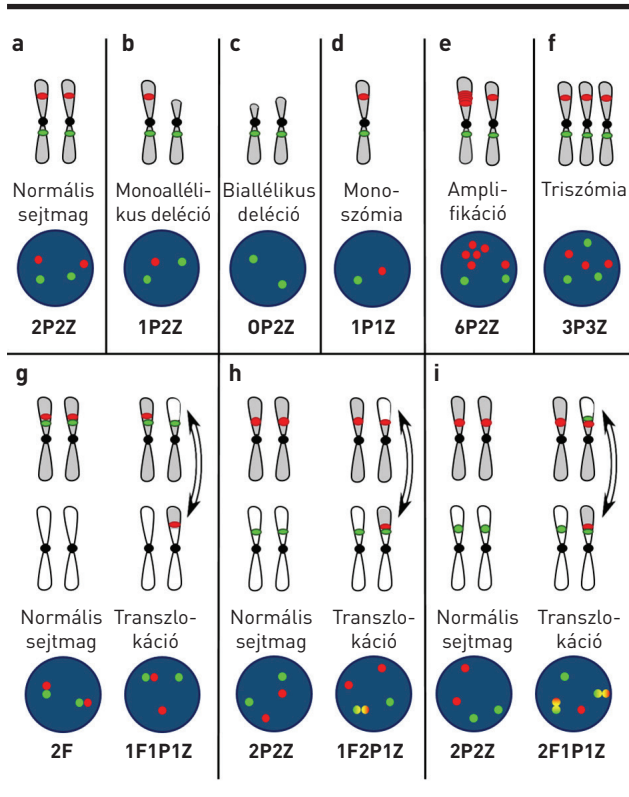 a b c d e f
Normális Monoalléli- Biallélikus Mono- Ampli- Triszómia
sejtmag kus deléció deléció szómia fikáció
2P2Z 1P2Z 0P2Z 1P1Z 6P2Z 3P3Z
g h i
Normális Transzlo- Normális Transzlo- Normális Transzlo-
sejtmag káció sejtmag káció sejtmag káció
2F 1F1P1Z 2P2Z 1F2P1Z 2P2Z 2F1P1Z